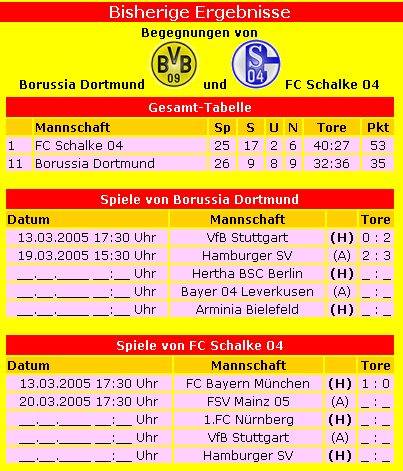 Bisherige Ergebnisse
Begegnungen von
BVB
09
S
04
Borussia Dortmund und FC Schalke 04
Gesamt-Tabelle
Mannschaft Sp S U N Tore Pkt
1 FC Schalke 04 25 17 2 6 40:27 53
11 Borussia Dortmund 26 9 8 9 32:36 35
Spiele von Borussia Dortmund
Datum Mannschaft Tore
13.03.2005 17:30 Uhr VfB Stuttgart (H) 0 : 2
19.03.2005 15:30 Uhr Hamburger SV (A) 2 : 3
__.__.____ __:__ Uhr Hertha BSC Berlin (H) _ : _
__.__.____ __:__ Uhr Bayer 04 Leverkusen (A) _ : _
__.__.____ __:__ Uhr Arminia Bielefeld (H) _ : _
Spiele von FC Schalke 04
Datum Mannschaft Tore
13.03.2005 17:30 Uhr FC Bayern München (H) 1 : 0
20.03.2005 17:30 Uhr FSV Mainz 05 (A) _ : _
__.__.____ __:__ Uhr 1.FC Nürnberg (H) _ : _
__.__.____ __:__ Uhr VfB Stuttgart (A) _ : _
__.__.____ __:__ Uhr Hamburger SV (H) _ : _